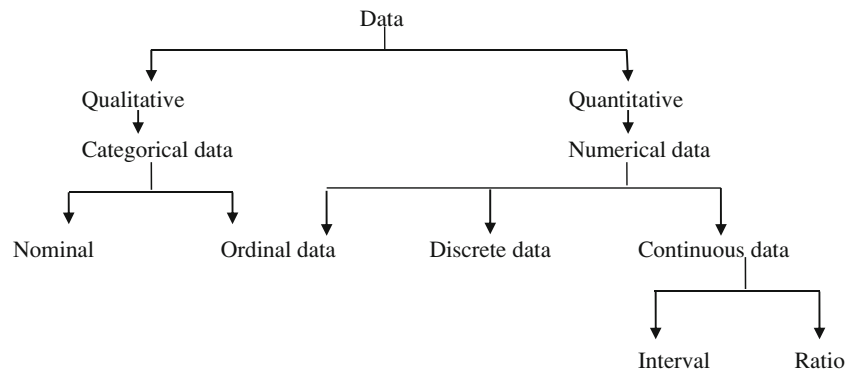 Data
Qualitative
Quantitative
Categorical data
Numerical data
Nominal
Ordinal data
Discrete data
Continuous data
Interval
Ratio